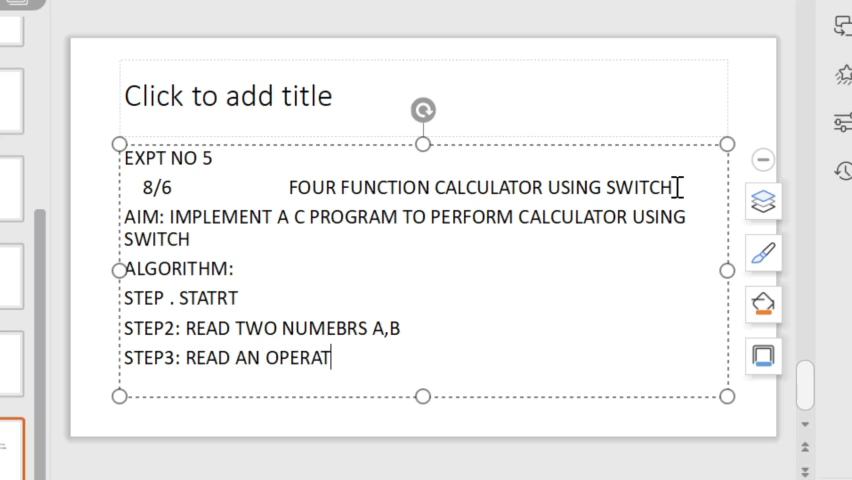 Click to add title
EXPT NO 5
8/6 FOUR FUNCTION CALCULATOR USING SWITCH
AIM: IMPLEMENT A C PROGRAM TO PERFORM CALCULATOR USING
SWITCH
ALGORITHM:
STEP . STATRT
STEP2: READ TWO NUMEBRS A,B
STEP3: READ AN OPERAT